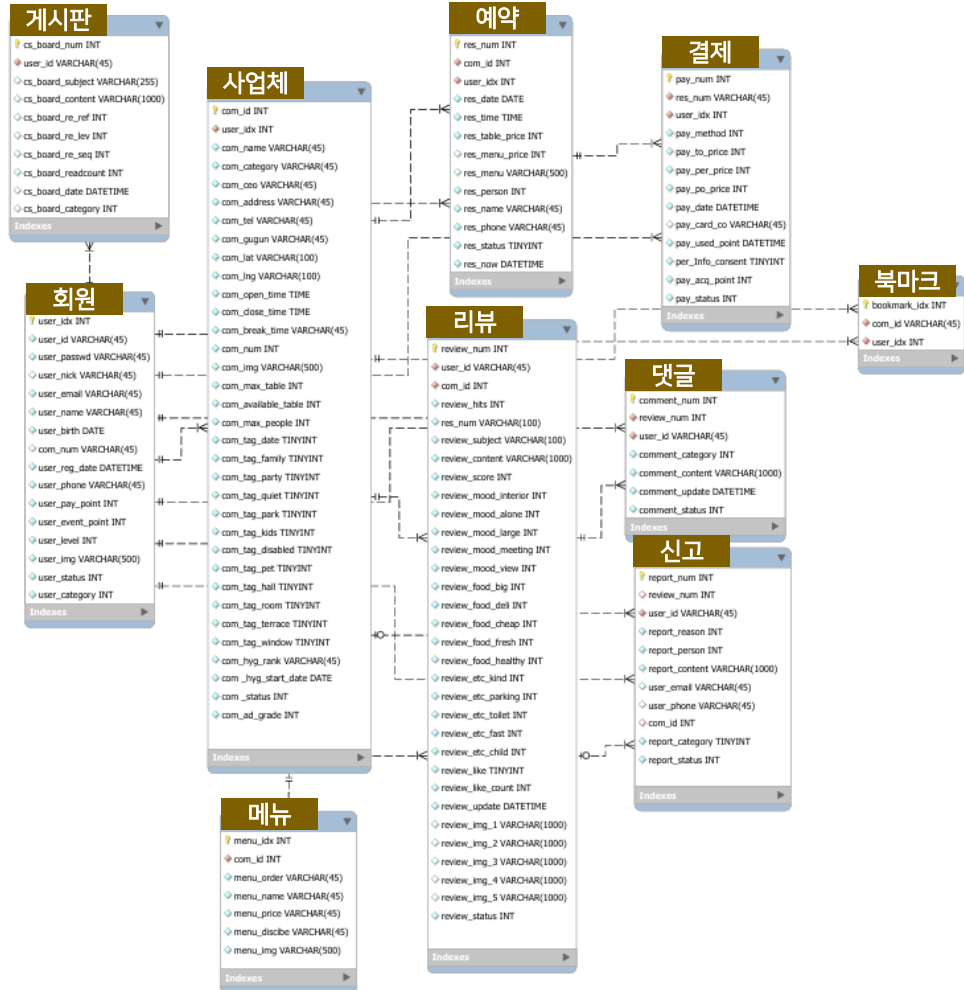 게시판
cs_board_num INT
user_id VARCHAR(45)
cs_board_subject VARCHAR(255)
cs_board_content VARCHAR(1000)
cs_board_re_ref INT
cs_board_re_lev INT
cs_board_re_seq INT
cs_board_readcount INT
cs_board_date DATETIME
cs_board_category INT
Indexes
회원
user_idx INT
user_id VARCHAR(45)
user_passwd VARCHAR(45)
user_nick VARCHAR(45)
user_email VARCHAR(45)
user_name VARCHAR(45)
user_birth DATE
com_num VARCHAR(45)
user_reg_date DATETIME
user_phone VARCHAR(45)
user_pay_point INT
user_event_point INT
user_level INT
user_img VARCHAR(500)
user_status INT
user_category INT
Indexes
사업체
com_id INT
user_idx INT
com_name VARCHAR(45)
com_category VARCHAR(45)
com_ceo VARCHAR(45)
com_address VARCHAR(45)
com_tel VARCHAR(45)
com_gugun VARCHAR(45)
com_lat VARCHAR(100)
com_lng VARCHAR(100)
com_open_time TIME
com_close_time TIME
com_break_time VARCHAR(45)
com_num INT
com_img VARCHAR(500)
com_max_table INT
com_available_table INT
com_max_people INT
com_tag_date TINYINT
com_tag_family TINYINT
com_tag_party TINYINT
com_tag_quiet TINYINT
com_tag_park TINYINT
com_tag_kids TINYINT
com_tag_disabled TINYINT
com_tag_pet TINYINT
com_tag_hall TINYINT
com_tag_room TINYINT
com_tag_terrace TINYINT
com_tag_window TINYINT
com_hyg_rank VARCHAR(45)
com _hyg_start_date DATE
com _status INT
com_ad_grade INT
Indexes
메뉴
menu_idx INT
com_id INT
menu_order VARCHAR(45)
menu_name VARCHAR(45)
menu_price VARCHAR(45)
menu_discibe VARCHAR(45)
menu_img VARCHAR(500)
Indexes
예약
res_num INT
com_id INT
user_idx INT
res_date DATE
res_time TIME
res_table_price INT
res_menu_price INT
res_menu VARCHAR(500)
res_person INT
res_name VARCHAR(45)
res_phone VARCHAR(45)
res_status TINYINT
res_now DATETIME
Indexes
리뷰
review_num INT
user_id VARCHAR(45)
com_id INT
review_hits INT
res_num VARCHAR(100)
review_subject VARCHAR(100)
review_content VARCHAR(1000)
review_score INT
review_mood_interior INT
review_mood_alone INT
review_mood_large INT
review_mood_meeting INT
review_mood_view INT
review_food_big INT
review_food_deli INT
review_food_cheap INT
review_food_fresh INT
review_food_healthy INT
review_etc_kind INT
review_etc_parking INT
review_etc_toilet INT
review_etc_fast INT
review_etc_child INT
review_like TINYINT
review_like_count INT
review_update DATETIME
review_img_1 VARCHAR(1000)
review_img_2 VARCHAR(1000)
review_img_3 VARCHAR(1000)
review_img_4 VARCHAR(1000)
review_img_5 VARCHAR(1000)
review_status INT
Indexes
결제
pay_num INT
res_num VARCHAR(45)
user_idx INT
pay_method INT
pay_to_price INT
pay_per_price INT
pay_po_price INT
pay_date DATETIME
pay_card_co VARCHAR(45)
pay_used_point DATETIME
per_Info_consent TINYINT
pay_acq_point INT
pay_status INT
Indexes
북마크
bookmark_idx INT
com_id VARCHAR(45)
user_idx INT
Indexes
댓글
comment_num INT
review_num INT
user_id VARCHAR(45)
comment_category INT
comment_content VARCHAR(1000)
comment_update DATETIME
comment_status INT
Indexes
신고
report_num INT
review_num INT
user_id VARCHAR(45)
report_reason INT
report_person INT
report_content VARCHAR(1000)
user_email VARCHAR(45)
user_phone VARCHAR(45)
com_id INT
report_category TINYINT
report_status INT
Indexes